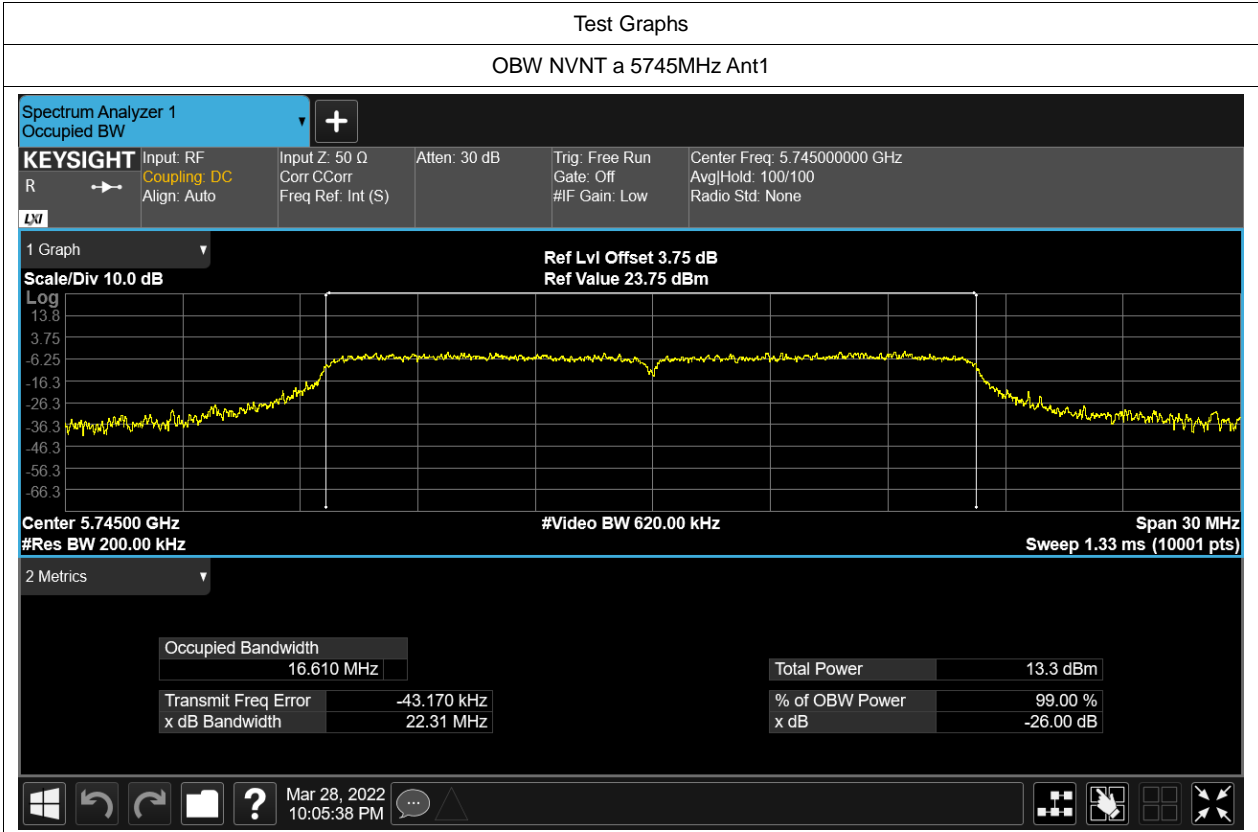 Test Graphs
OBW NVNT a 5745MHz Ant1
Spectrum Analyzer 1
Occupied BW
KEYSIGHT
R
LXI
Input: RF
Coupling: DC
Align: Auto
Input Z: 50 Ω
Corr CCorr
Freq Ref: Int (S)
Atten: 30 dB
Trig: Free Run
Gate: Off
#IF Gain: Low
Center Freq: 5.745000000 GHz
Avg|Hold: 100/100
Radio Std: None
1 Graph
Scale/Div 10.0 dB
Ref Lvl Offset 3.75 dB
Ref Value 23.75 dBm
Log
13.8
3.75
-6.25
-16.3
-26.3
-36.3
-46.3
-56.3
-66.3
Center 5.74500 GHz
#Res BW 200.00 kHz
#Video BW 620.00 kHz
Span 30 MHz
Sweep 1.33 ms (10001 pts)
2 Metrics
Occupied Bandwidth
16.610 MHz
Transmit Freq Error -43.170 kHz
x dB Bandwidth 22.31 MHz
Total Power 13.3 dBm
% of OBW Power 99.00 %
x dB -26.00 dB
?
Mar 28, 2022
10:05:38 PM